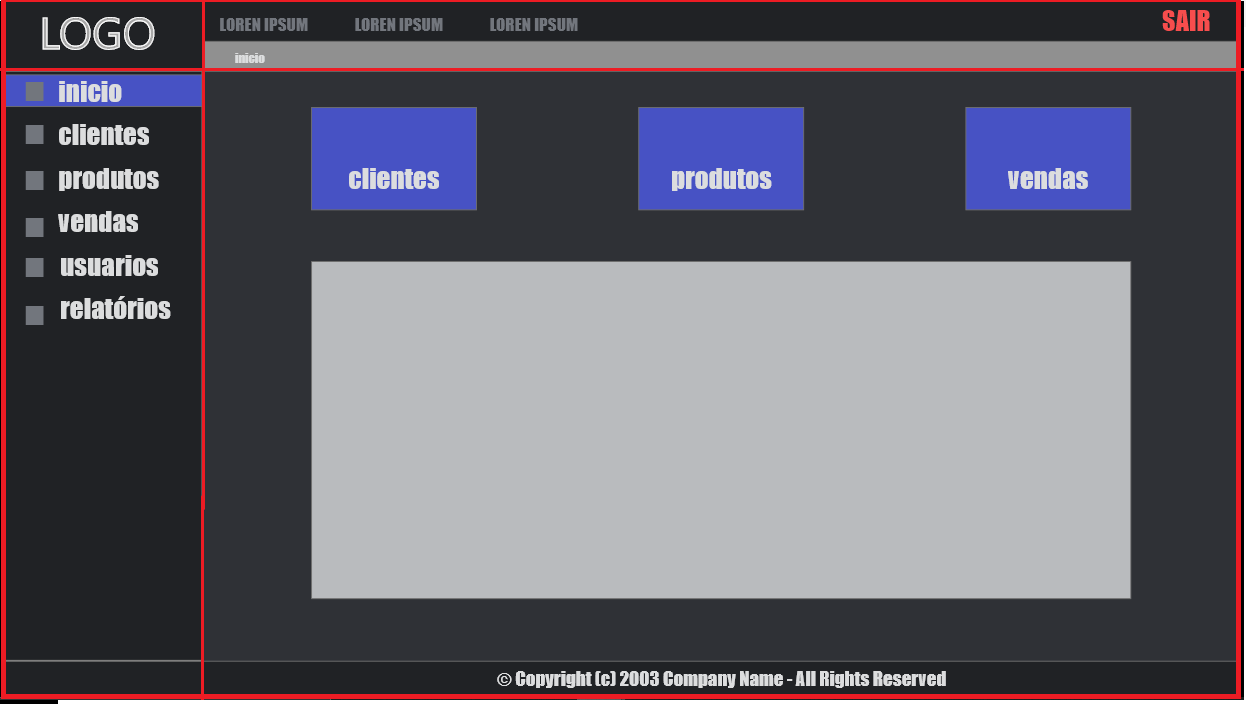 LOGO
LOREN IPSUM LOREN IPSUM LOREN IPSUM SAIR
inicio
inicio
clientes
produtos
vendas
usuarios
relatórios
clientes produtos vendas
© Copyright (c) 2003 Company Name - All Rights Reserved